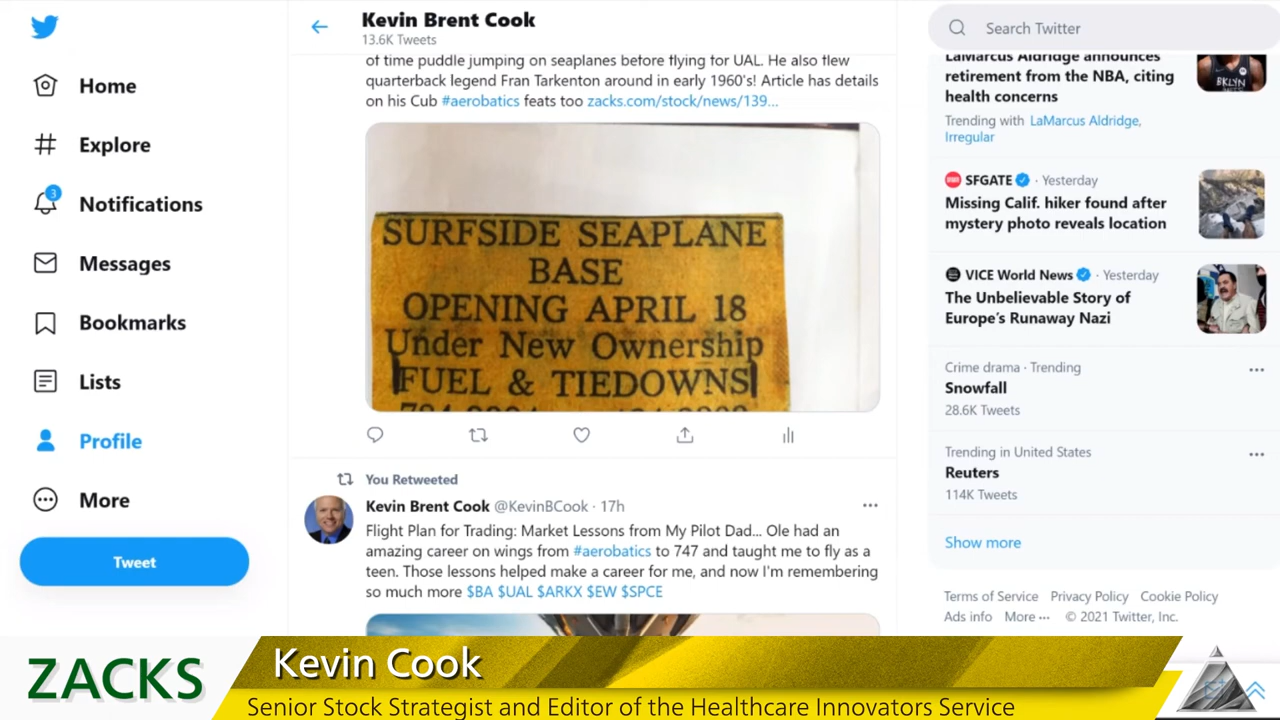 Home
Explore
3
Notifications
Messages
Bookmarks
Lists
Profile
More
Tweet
Kevin Brent Cook
13.6K Tweets
of time puddle jumping on seaplanes before flying for UAL. He also flew
quarterback legend Fran Tarkenton around in early 1960's! Article has details
on his Cub #aerobatics feats too zacks.com/stock/news/139...
SURFSIDE SEAPLANE
BASE
OPENING APRIL 18
Under New Ownership
FUEL & TIEDOWNS
You Retweeted
Kevin Brent Cook @KevinBCook · 17h
Flight Plan for Trading: Market Lessons from My Pilot Dad... Ole had an
amazing career on wings from #aerobatics to 747 and taught me to fly as a
teen. Those lessons helped make a career for me, and now I'm remembering
so much more $BA $UAL $ARKX $EW $SPCE
Search Twitter
LaMarcus Aldridge announces
retirement from the NBA, citing
health concerns
BKLYN
Trending with LaMarcus Aldridge,
Irregular
SFGATE · Yesterday
Missing Calif. hiker found after
mystery photo reveals location
VICE World News · Yesterday
The Unbelievable Story of
Europe's Runaway Nazi
Crime drama · Trending
Snowfall
28.6K Tweets
Trending in United States
Reuters
114K Tweets
Show more
Terms of Service Privacy Policy Cookie Policy
Ads info More ··· © 2021 Twitter, Inc.
ZACKS
Kevin Cook
Senior Stock Strategist and Editor of the Healthcare Innovators Service